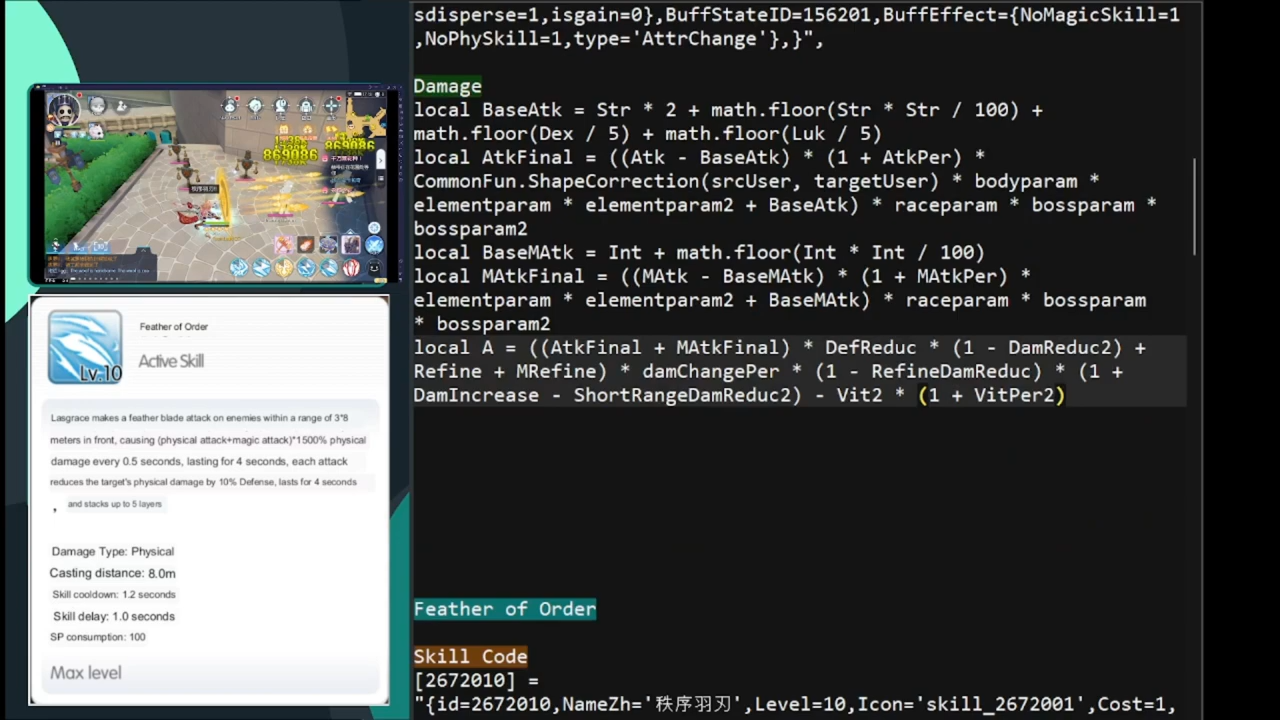 sdisperse=1,isgain=0},BuffStateID=156201,BuffEffect={NoMagicSkill=1
,NoPhySkill=1,type='AttrChange'},}",
Damage
local BaseAtk = Str * 2 + math.floor(Str * Str / 100) +
math.floor(Dex / 5) + math.floor(Luk / 5)
local AtkFinal = ((Atk - BaseAtk) * (1 + AtkPer) *
CommonFun.ShapeCorrection(srcUser, targetUser) * bodyparam *
elementparam * elementparam2 + BaseAtk) * raceparam * bossparam *
bossparam2
local BaseMAtk = Int + math.floor(Int * Int / 100)
local MAtkFinal = ((MAtk - BaseMAtk) * (1 + MAtkPer) *
elementparam * elementparam2 + BaseMAtk) * raceparam * bossparam
* bossparam2
local A = ((AtkFinal + MAtkFinal) * DefReduc * (1 - DamReduc2) +
Refine + MRefine) * damChangePer * (1 - RefineDamReduc) * (1 +
DamIncrease - ShortRangeDamReduc2) - Vit2 * (1 + VitPer2)
Feather of Order
Skill Code
[2672010] =
"{id=2672010,NameZh='秩序羽刃',Level=10,Icon='skill_2672001',Cost=1,
869086
869086
Lv.10
Feather of Order
Active Skill
Lasgrace makes a feather blade attack on enemies within a range of 3*8
meters in front, causing (physical attack+magic attack)*1500% physical
damage every 0.5 seconds, lasting for 4 seconds, each attack
reduces the target's physical damage by 10% Defense, lasts for 4 seconds
, and stacks up to 5 layers
Damage Type: Physical
Casting distance: 8.0m
Skill cooldown: 1.2 seconds
Skill delay: 1.0 seconds
SP consumption: 100
Max level